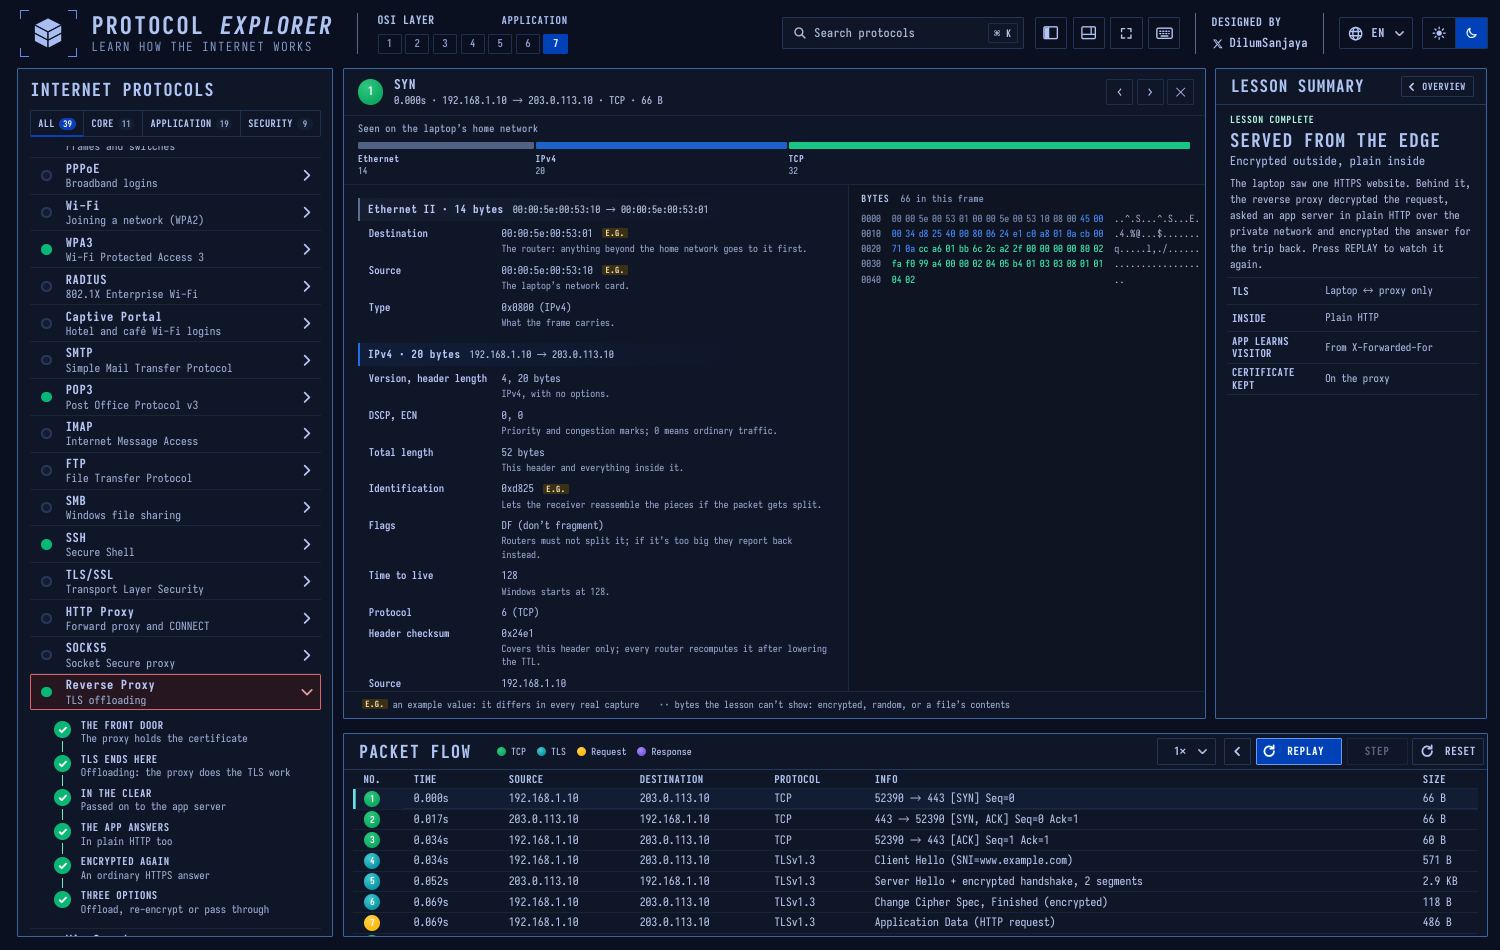 PROTOCOL EXPLORER
LEARN HOW THE INTERNET WORKS
OSI LAYER APPLICATION
1 2 3 4 5 6 7
Search protocols ⌘ K
DESIGNED BY
DilumSanjaya
EN
INTERNET PROTOCOLS
ALL 39 CORE 11 APPLICATION 19 SECURITY 9
Frames and switches
PPPoE
Broadband logins
Wi-Fi
Joining a network (WPA2)
WPA3
Wi-Fi Protected Access 3
RADIUS
802.1X Enterprise Wi-Fi
Captive Portal
Hotel and café Wi-Fi logins
SMTP
Simple Mail Transfer Protocol
POP3
Post Office Protocol v3
IMAP
Internet Message Access
FTP
File Transfer Protocol
SMB
Windows file sharing
SSH
Secure Shell
TLS/SSL
Transport Layer Security
HTTP Proxy
Forward proxy and CONNECT
SOCKS5
Socket Secure proxy
Reverse Proxy
TLS offloading
THE FRONT DOOR
The proxy holds the certificate
TLS ENDS HERE
Offloading: the proxy does the TLS work
IN THE CLEAR
Passed on to the app server
THE APP ANSWERS
In plain HTTP too
ENCRYPTED AGAIN
An ordinary HTTPS answer
THREE OPTIONS
Offload, re-encrypt or pass through
1 SYN
0.000s · 192.168.1.10 → 203.0.113.10 · TCP · 66 B
Seen on the laptop's home network
Ethernet IPv4 TCP
14 20 32
Ethernet II · 14 bytes 00:00:5e:00:53:10 → 00:00:5e:00:53:01
Destination 00:00:5e:00:53:01 E.G.
The router: anything beyond the home network goes to it first.
Source 00:00:5e:00:53:10 E.G.
The laptop's network card.
Type 0x0800 (IPv4)
What the frame carries.
IPv4 · 20 bytes 192.168.1.10 → 203.0.113.10
Version, header length 4, 20 bytes
IPv4, with no options.
DSCP, ECN 0, 0
Priority and congestion marks; 0 means ordinary traffic.
Total length 52 bytes
This header and everything inside it.
Identification 0xd825 E.G.
Lets the receiver reassemble the pieces if the packet gets split.
Flags DF (don't fragment)
Routers must not split it; if it's too big they report back
instead.
Time to live 128
Windows starts at 128.
Protocol 6 (TCP)
Header checksum 0x24e1
Covers this header only; every router recomputes it after lowering
the TTL.
Source 192.168.1.10
BYTES 66 in this frame
0000 00 00 5e 00 53 01 00 00 5e 00 53 10 08 00 45 00 ..^.S...^.S...E.
0010 00 34 d8 25 40 00 80 06 24 e1 c0 a8 01 0a cb 00 .4.%@...$.......
0020 71 0a cc a6 01 bb 6c 2c a2 2f 00 00 00 00 80 02 q.....l,./......
0030 fa f0 99 a4 00 00 02 04 05 b4 01 03 03 08 01 01 ................
0040 04 02 ..
E.G. an example value: it differs in every real capture ·· bytes the lesson can't show: encrypted, random, or a file's contents
LESSON SUMMARY OVERVIEW
LESSON COMPLETE
SERVED FROM THE EDGE
Encrypted outside, plain inside
The laptop saw one HTTPS website. Behind it,
the reverse proxy decrypted the request,
asked an app server in plain HTTP over the
private network and encrypted the answer for
the trip back. Press REPLAY to watch it
again.
TLS Laptop ↔ proxy only
INSIDE Plain HTTP
APP LEARNS
VISITOR From X-Forwarded-For
CERTIFICATE
KEPT On the proxy
PACKET FLOW TCP TLS Request Response 1× REPLAY STEP RESET
NO. TIME SOURCE DESTINATION PROTOCOL INFO SIZE
1 0.000s 192.168.1.10 203.0.113.10 TCP 52390 → 443 [SYN] Seq=0 66 B
2 0.017s 203.0.113.10 192.168.1.10 TCP 443 → 52390 [SYN, ACK] Seq=0 Ack=1 66 B
3 0.034s 192.168.1.10 203.0.113.10 TCP 52390 → 443 [ACK] Seq=1 Ack=1 60 B
4 0.034s 192.168.1.10 203.0.113.10 TLSv1.3 Client Hello (SNI=www.example.com) 571 B
5 0.052s 203.0.113.10 192.168.1.10 TLSv1.3 Server Hello + encrypted handshake, 2 segments 2.9 KB
6 0.069s 192.168.1.10 203.0.113.10 TLSv1.3 Change Cipher Spec, Finished (encrypted) 118 B
7 0.069s 192.168.1.10 203.0.113.10 TLSv1.3 Application Data (HTTP request) 486 B